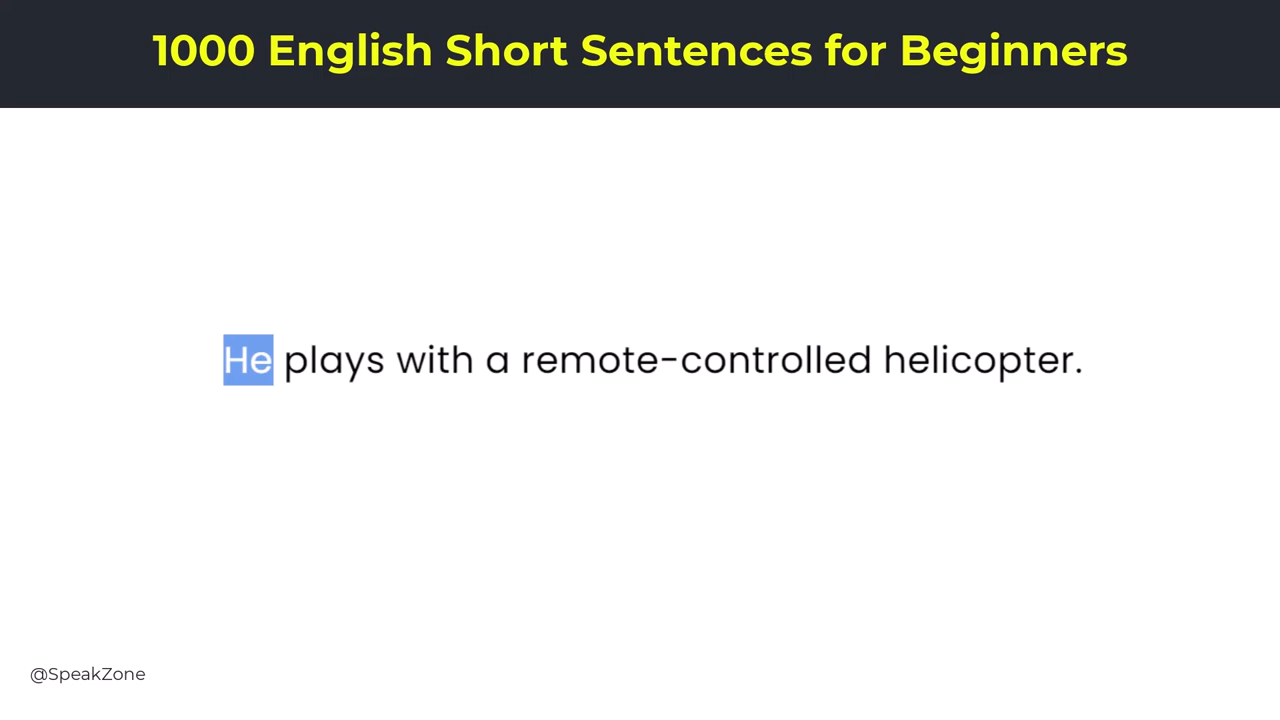 1000 English Short Sentences for Beginners
He plays with a remote-controlled helicopter.
@SpeakZone